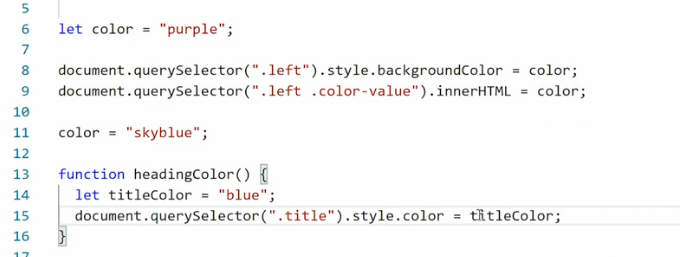 5
6 let color = "purple";
7
8 document.querySelector(".left").style.backgroundColor = color;
9 document.querySelector(".left .color-value").innerHTML = color;
10
11 color = "skyblue";
12
13 function headingColor() {
14 let titleColor = "blue";
15 document.querySelector(".title").style.color = titleColor;
16 }
17